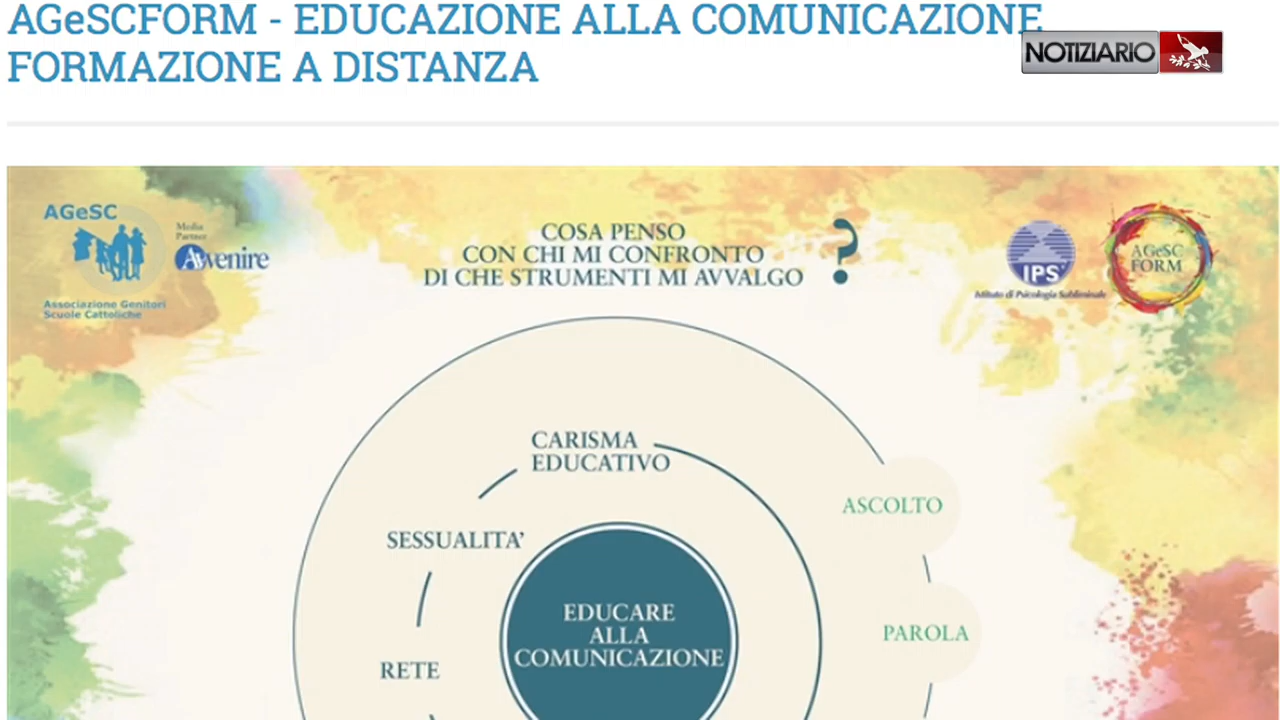 AGeSCFORM - EDUCAZIONE ALLA COMUNICAZIONE
FORMAZIONE A DISTANZA
NOTIZIARIO
AGeSC
Media
Partner
Avvenire
Associazione Genitori
Scuole Cattoliche
COSA PENSO
CON CHI MI CONFRONTO
DI CHE STRUMENTI MI AVVALGO
?
IPS
Istituto di Psicologia Subliminale
AGeSC
FORM
CARISMA
EDUCATIVO
ASCOLTO
SESSUALITA’
EDUCARE
ALLA
COMUNICAZIONE
PAROLA
RETE